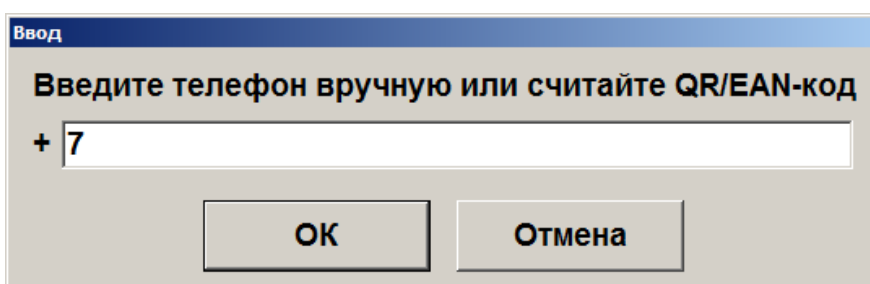 Ввод
Введите телефон вручную или считайте QR/EAN-код
+ 7
ОК Отмена